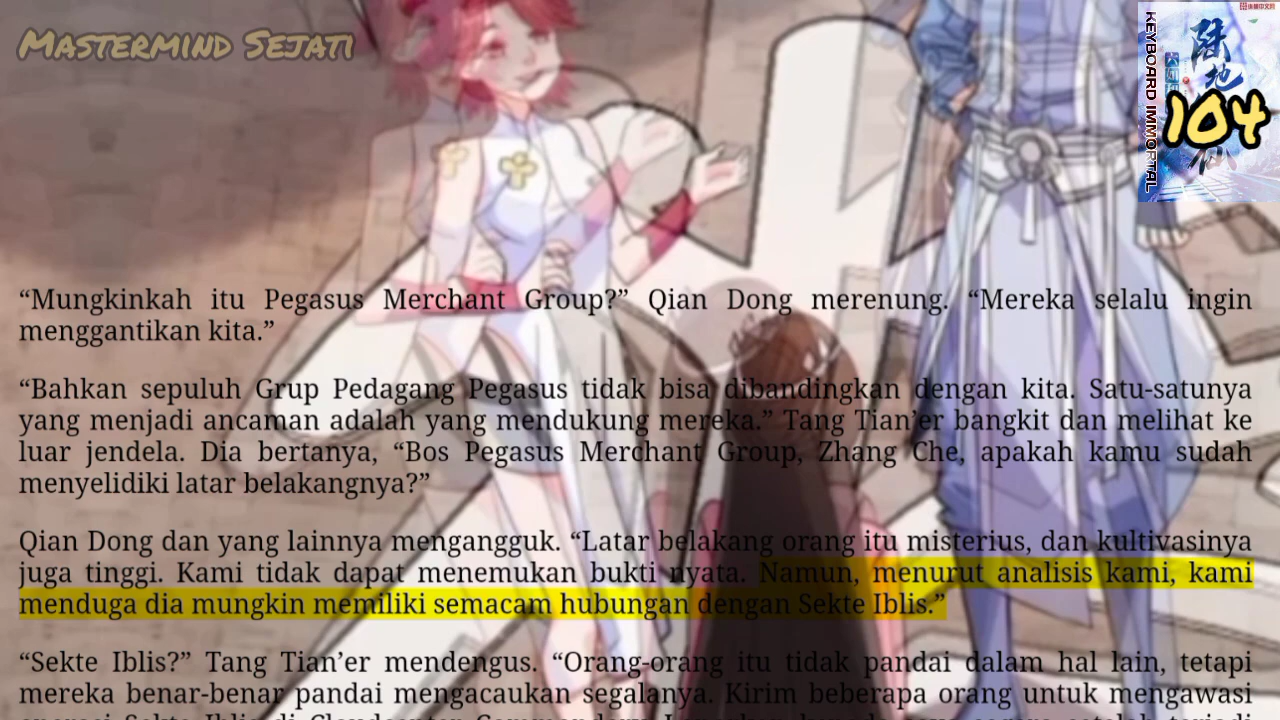 Mastermind Sejati
KEYBOARD IMMORTAL
104
“Mungkinkah itu Pegasus Merchant Group?” Qian Dong merenung. “Mereka selalu ingin
menggantikan kita.”
“Bahkan sepuluh Grup Pedagang Pegasus tidak bisa dibandingkan dengan kita. Satu-satunya
yang menjadi ancaman adalah yang mendukung mereka.” Tang Tian’er bangkit dan melihat ke
luar jendela. Dia bertanya, “Bos Pegasus Merchant Group, Zhang Che, apakah kamu sudah
menyelidiki latar belakangnya?”
Qian Dong dan yang lainnya mengangguk. “Latar belakang orang itu misterius, dan kultivasinya
juga tinggi. Kami tidak dapat menemukan bukti nyata. Namun, menurut analisis kami, kami
menduga dia mungkin memiliki semacam hubungan dengan Sekte Iblis.”
“Sekte Iblis?” Tang Tian’er mendengus. “Orang-orang itu tidak pandai dalam hal lain, tetapi
mereka benar-benar pandai mengacaukan segalanya. Kirim beberapa orang untuk mengawasi